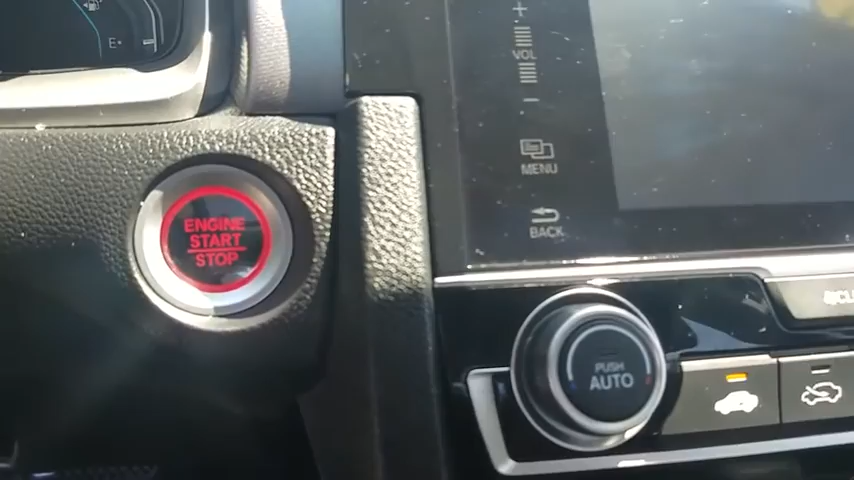 E
ENGINE
START
STOP
+
VOL
−
MENU
BACK
PUSH
AUTO